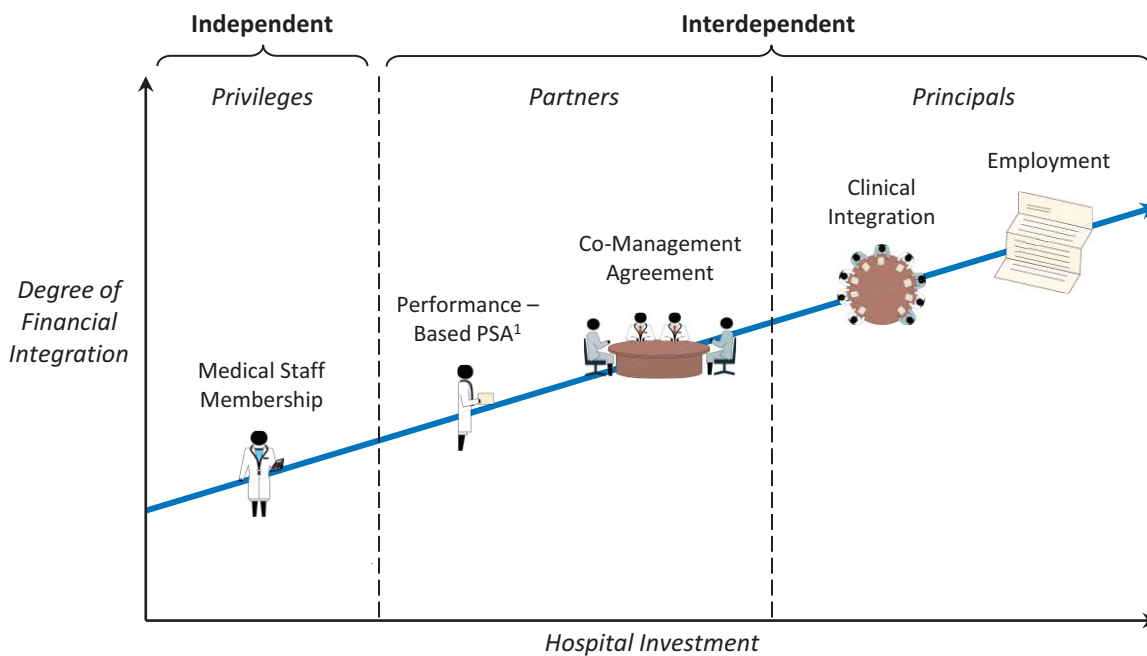 Independent
Interdependent
Privileges
Partners
Principals
Employment
Clinical
Integration
Co-Management
Agreement
Performance –
Based PSA¹
Medical Staff
Membership
Degree of
Financial
Integration
Hospital Investment